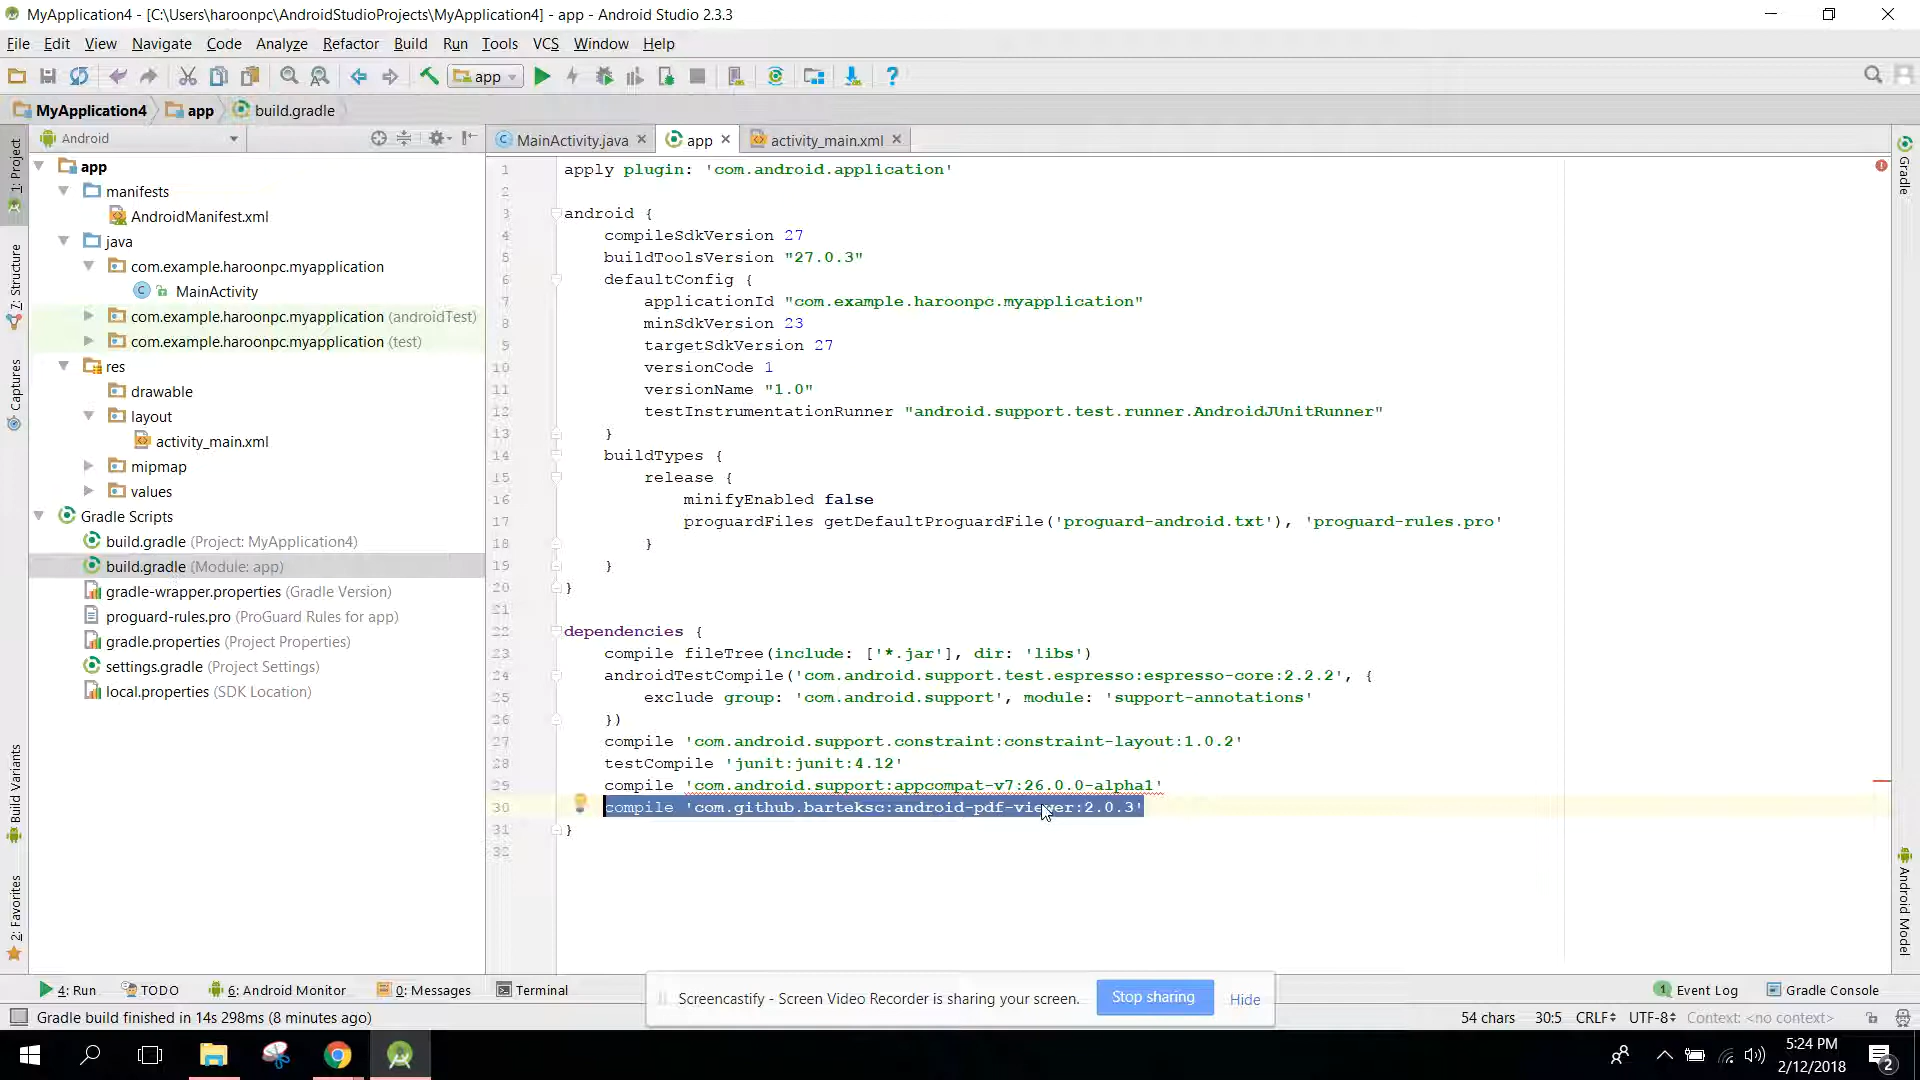 MyApplication4 - [C:\Users\haroonpc\AndroidStudioProjects\MyApplication4] - app - Android Studio 2.3.3
File Edit View Navigate Code Analyze Refactor Build Run Tools VCS Window Help
app
MyApplication4 app build.gradle
Android
MainActivity.java app activity_main.xml
1: Project
7: Structure
Captures
Build Variants
2: Favorites
app
manifests
AndroidManifest.xml
java
com.example.haroonpc.myapplication
MainActivity
com.example.haroonpc.myapplication (androidTest)
com.example.haroonpc.myapplication (test)
res
drawable
layout
activity_main.xml
mipmap
values
Gradle Scripts
build.gradle (Project: MyApplication4)
build.gradle (Module: app)
gradle-wrapper.properties (Gradle Version)
proguard-rules.pro (ProGuard Rules for app)
gradle.properties (Project Properties)
settings.gradle (Project Settings)
local.properties (SDK Location)
1 apply plugin: 'com.android.application'
2
3 android {
4 compileSdkVersion 27
5 buildToolsVersion "27.0.3"
6 defaultConfig {
7 applicationId "com.example.haroonpc.myapplication"
8 minSdkVersion 23
9 targetSdkVersion 27
10 versionCode 1
11 versionName "1.0"
12 testInstrumentationRunner "android.support.test.runner.AndroidJUnitRunner"
13 }
14 buildTypes {
15 release {
16 minifyEnabled false
17 proguardFiles getDefaultProguardFile('proguard-android.txt'), 'proguard-rules.pro'
18 }
19 }
20 }
21
22 dependencies {
23 compile fileTree(include: ['*.jar'], dir: 'libs')
24 androidTestCompile('com.android.support.test.espresso:espresso-core:2.2.2', {
25 exclude group: 'com.android.support', module: 'support-annotations'
26 })
27 compile 'com.android.support.constraint:constraint-layout:1.0.2'
28 testCompile 'junit:junit:4.12'
29 compile 'com.android.support:appcompat-v7:26.0.0-alpha1'
30 compile 'com.github.barteksc:android-pdf-viewer:2.0.3'
31 }
32
Gradle
Android Model
4: Run TODO 6: Android Monitor 0: Messages Terminal
Screencastify - Screen Video Recorder is sharing your screen. Stop sharing Hide
1 Event Log Gradle Console
Gradle build finished in 14s 298ms (8 minutes ago)
54 chars 30:5 CRLF UTF-8 Context: <no context>
5:24 PM
2/12/2018
2